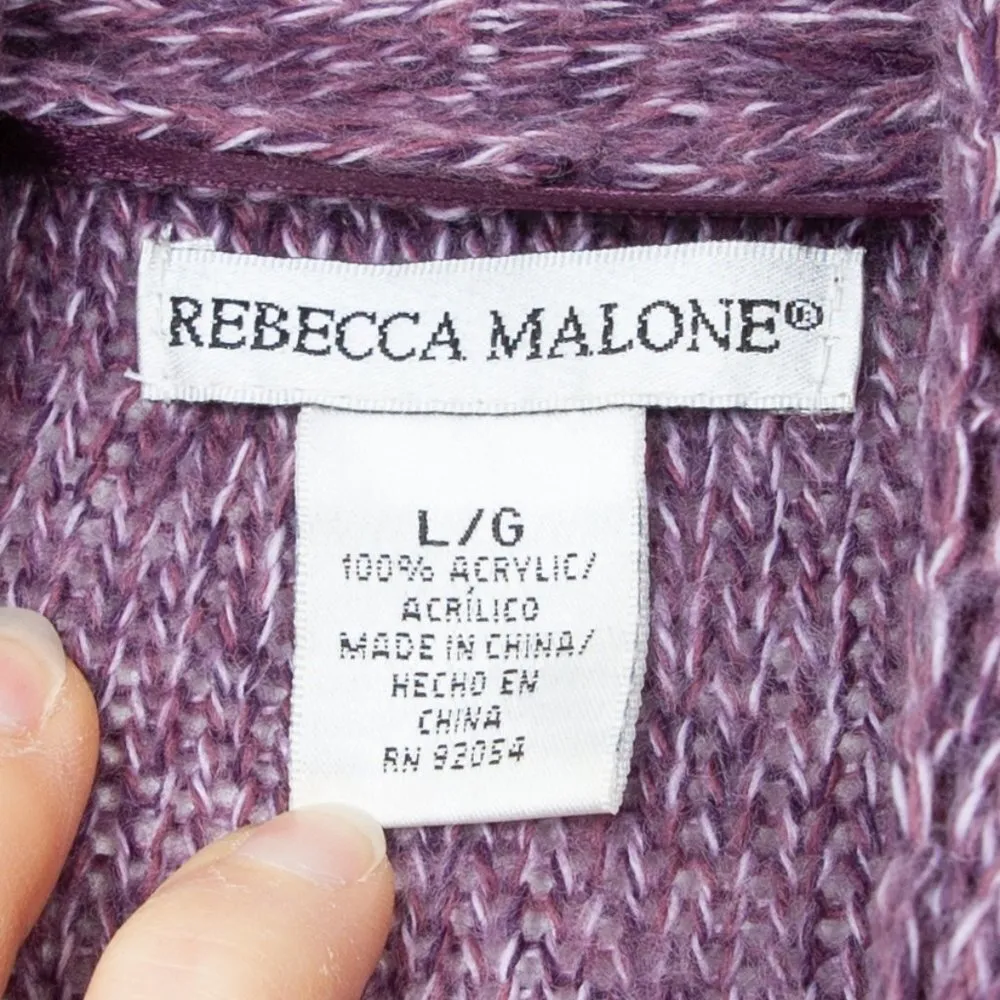 REBECCA MALONE®
L/G
100% ACRYLIC/
ACRÍLICO
MADE IN CHINA/
HECHO EN
CHINA
RN 92054